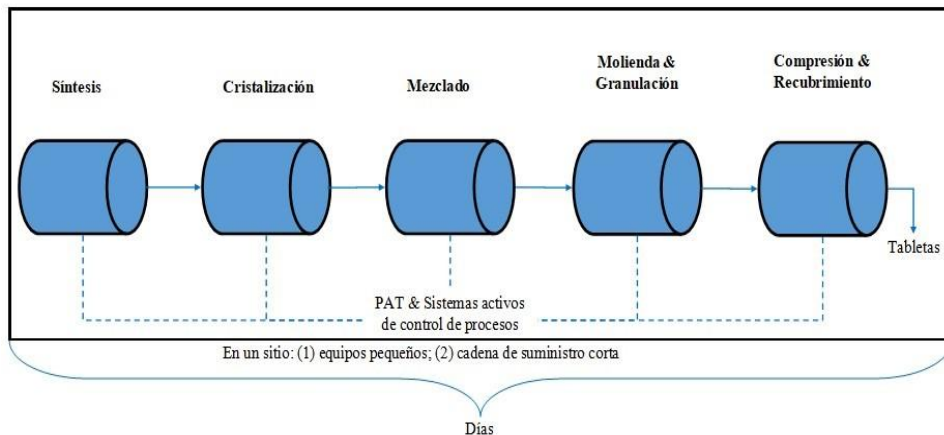 Síntesis
Cristalización
Mezclado
Molienda &
Granulación
Compresión &
Recubrimiento
Tabletas
PAT & Sistemas activos
de control de procesos
En un sitio: (1) equipos pequeños; (2) cadena de suministro corta
Días